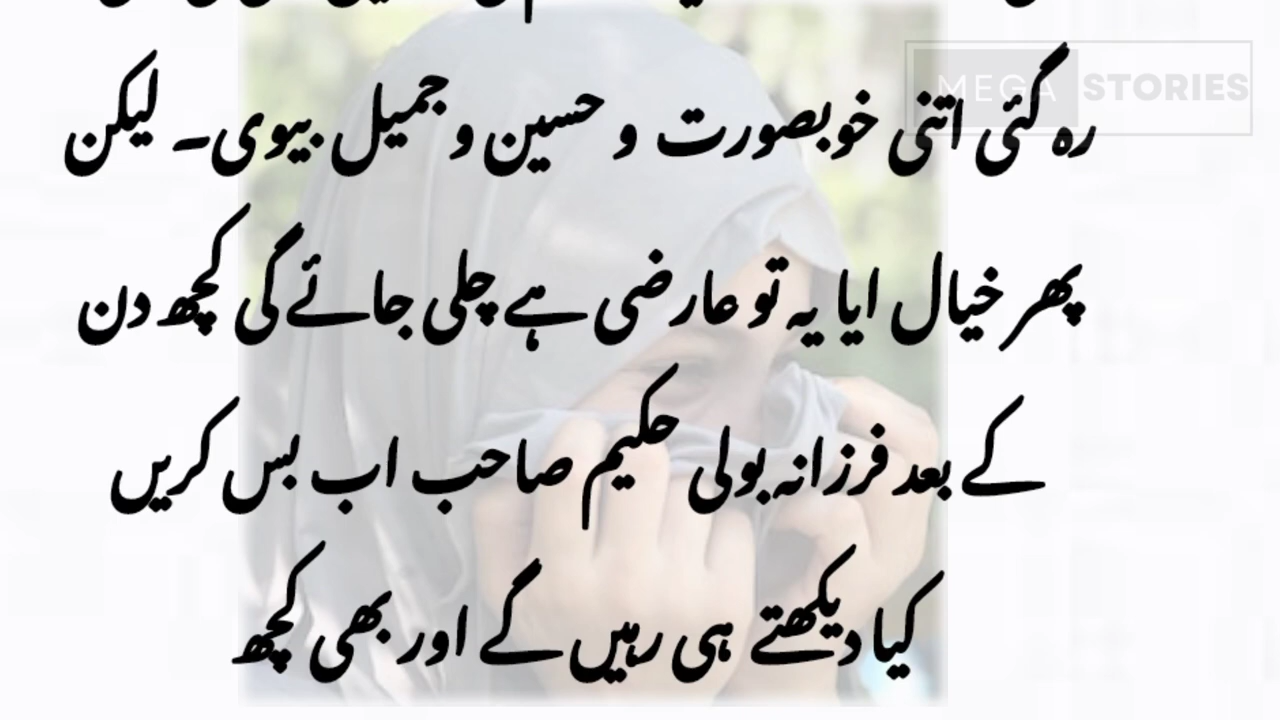 MEGA STORIES
رہ گئی اتنی خوبصورت و حسین و جمیل بیوی۔ لیکن
پھر خیال ایا یہ تو عارضی ہے چلی جائے گی کچھ دن
کے بعد فرزانہ بولی حکیم صاحب اب بس کریں
کیا دیکھتے ہی رہیں گے اور بھی کچھ